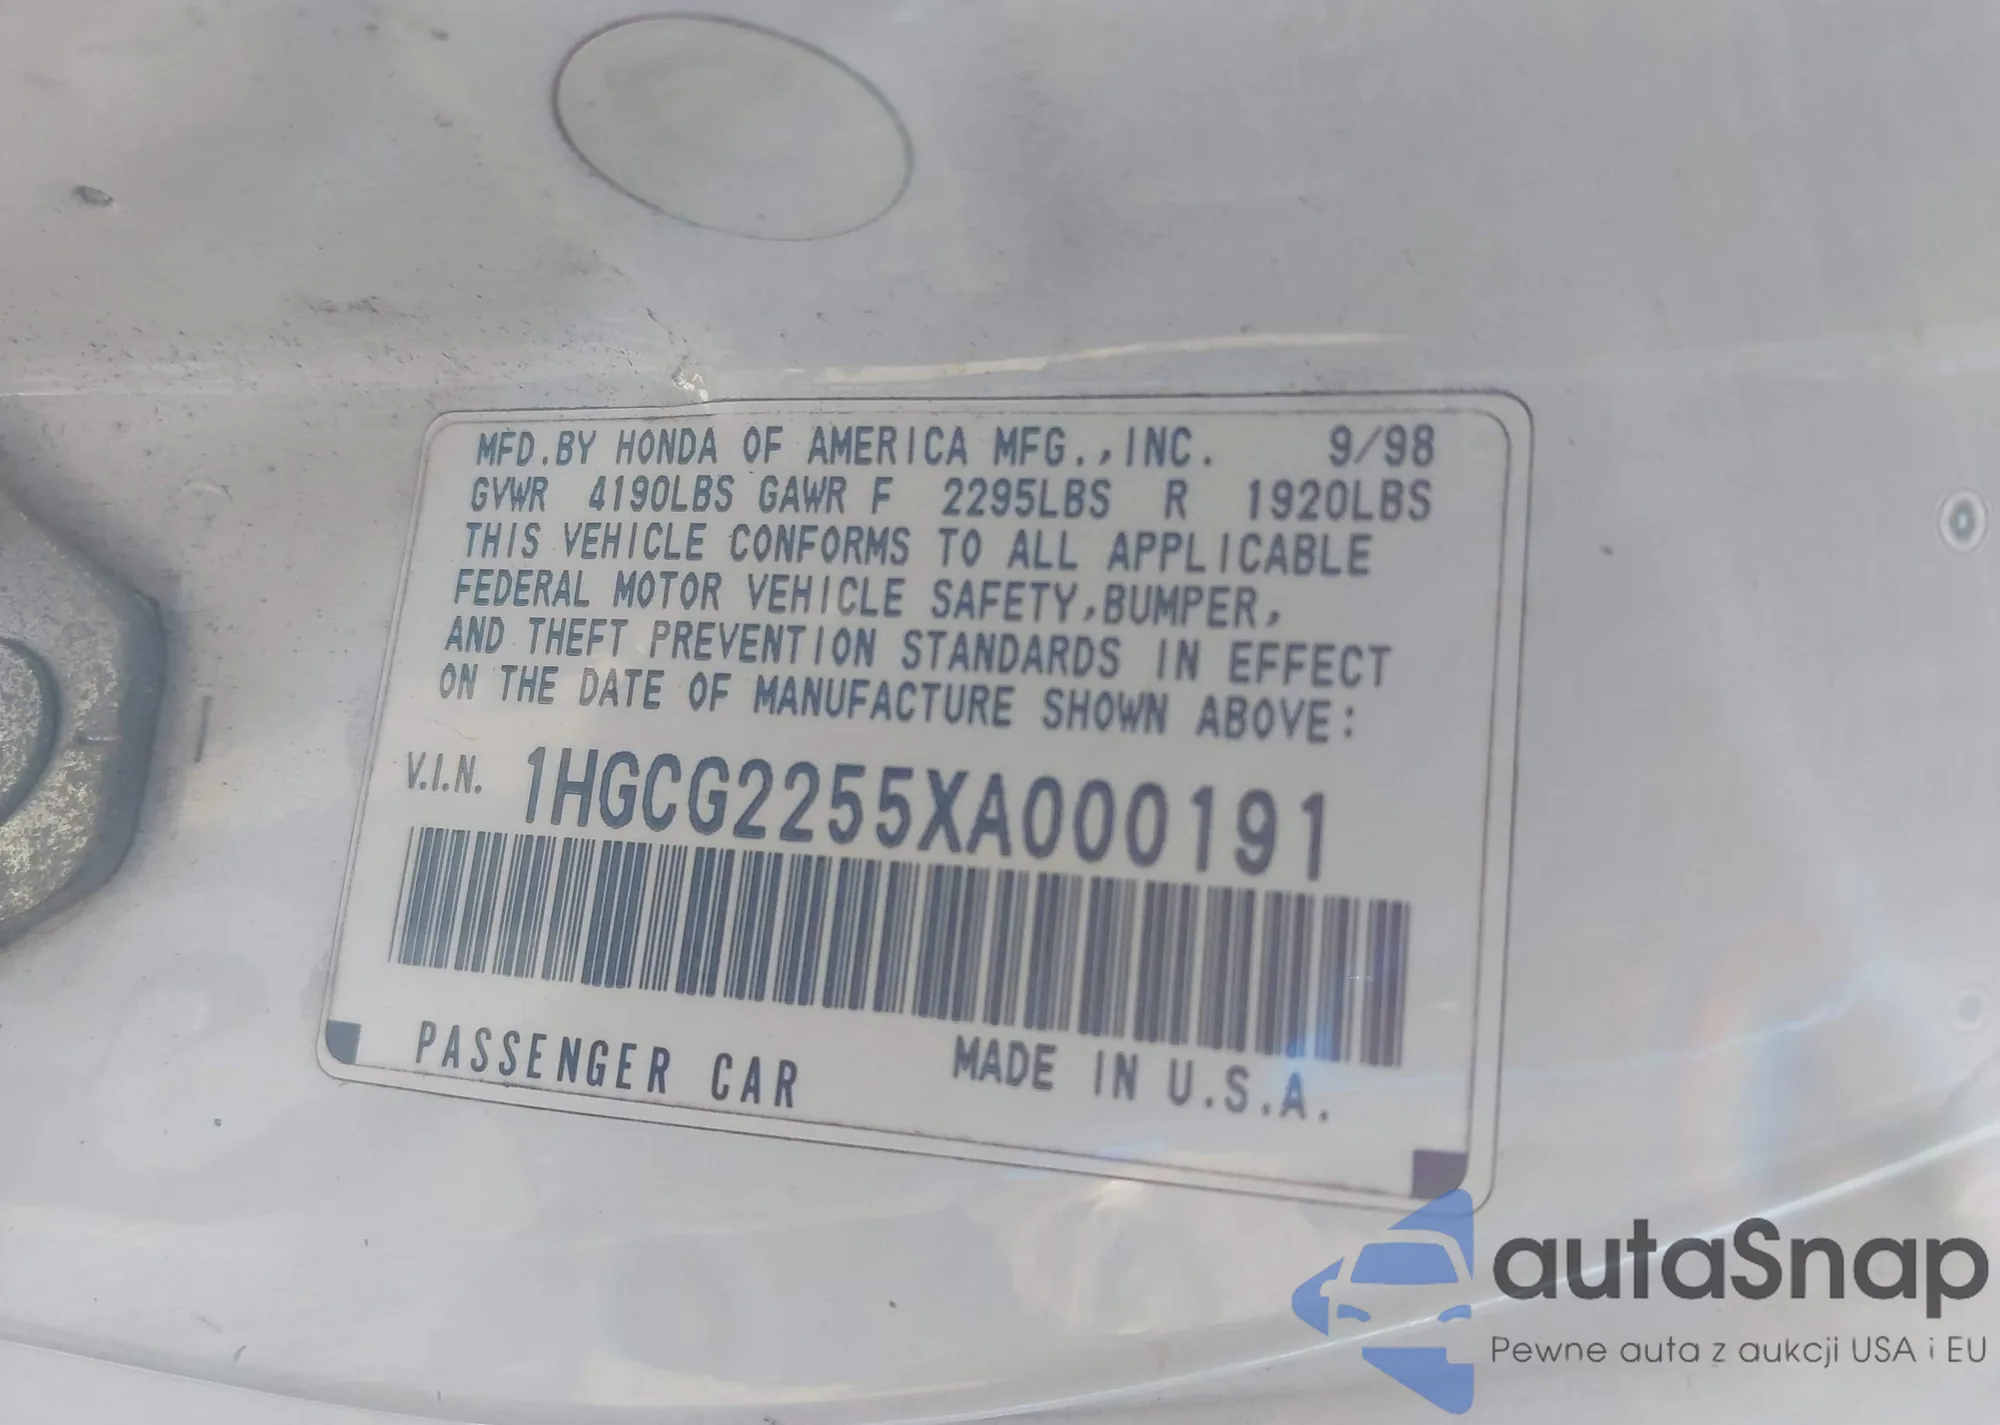 MFD.BY HONDA OF AMERICA MFG.,INC. 9/98
GVWR 4190LBS GAWR F 2295LBS R 1920LBS
THIS VEHICLE CONFORMS TO ALL APPLICABLE
FEDERAL MOTOR VEHICLE SAFETY,BUMPER,
AND THEFT PREVENTION STANDARDS IN EFFECT
ON THE DATE OF MANUFACTURE SHOWN ABOVE:
V.I.N. 1HGCG2255XA000191
PASSENGER CAR MADE IN U.S.A.
autaSnap
Pewne auta z aukcji USA i EU